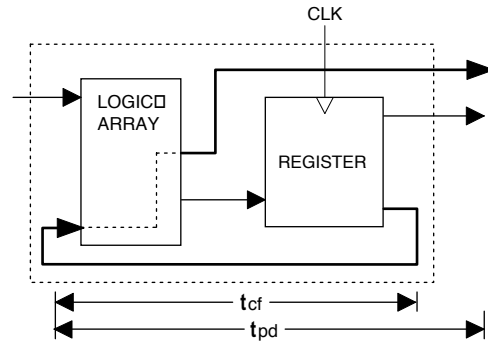 CLK
LOGIC□
ARRAY
REGISTER
tcf
tpd